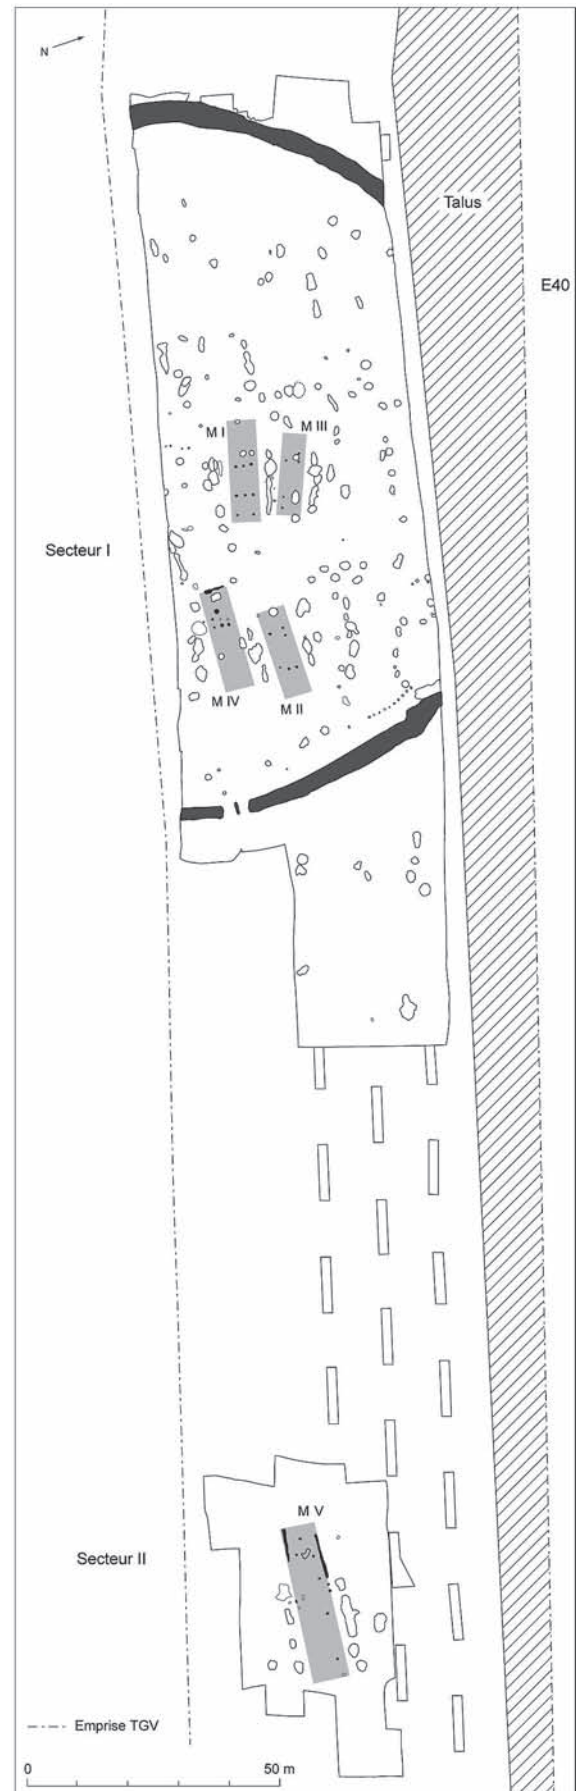 N
Talus
E40
M I
M III
Secteur I
M IV
M II
M V
Secteur II
Emprise TGV
0 50 m